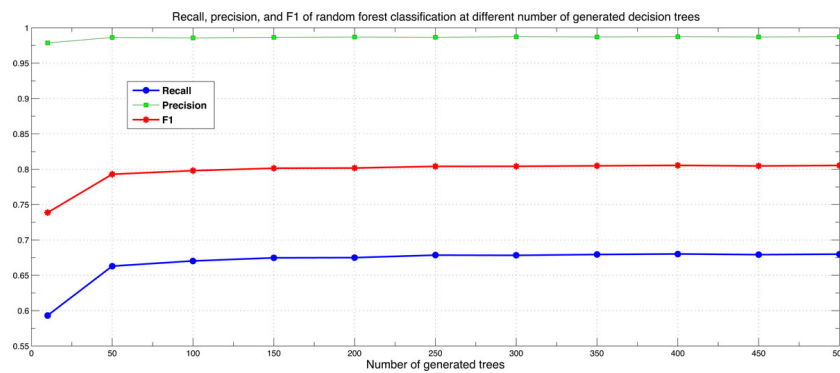 Recall, precision, and F1 of random forest classification at different number of generated decision trees
1
0.95
0.9
0.85
0.8
0.75
0.7
0.65
0.6
0.55
Recall
Precision
F1
0 50 100 150 200 250 300 350 400 450 500
Number of generated trees